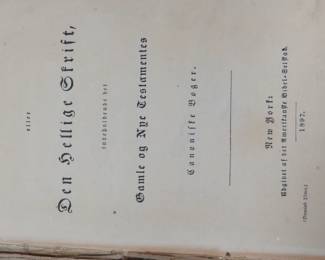 eller
Den Hellige Skrift,
indeholdende det
Gamle og Nye Testamentes
Canoniske Bøger.
New York:
Udgivet af det Amerikanske Bibel-Selskab.
1897.